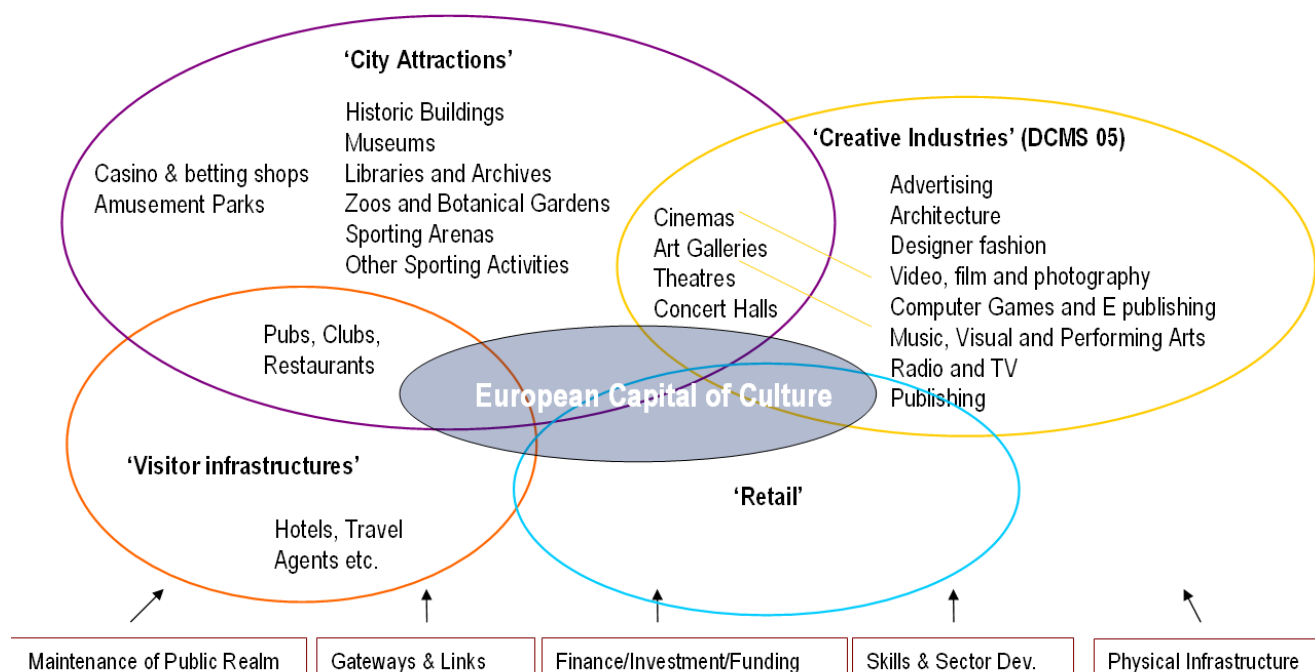 ‘City Attractions’
Historic Buildings
Museums
Libraries and Archives
Zoos and Botanical Gardens
Sporting Arenas
Other Sporting Activities
Casino & betting shops
Amusement Parks
‘Creative Industries’ (DCMS 05)
Advertising
Architecture
Designer fashion
Video, film and photography
Computer Games and E publishing
Music, Visual and Performing Arts
Radio and TV
Publishing
Cinemas
Art Galleries
Theatres
Concert Halls
Pubs, Clubs,
Restaurants
European Capital of Culture
‘Visitor infrastructures’
Hotels, Travel
Agents etc.
‘Retail’
Maintenance of Public Realm
Gateways & Links
Finance/Investment/Funding
Skills & Sector Dev.
Physical Infrastructure